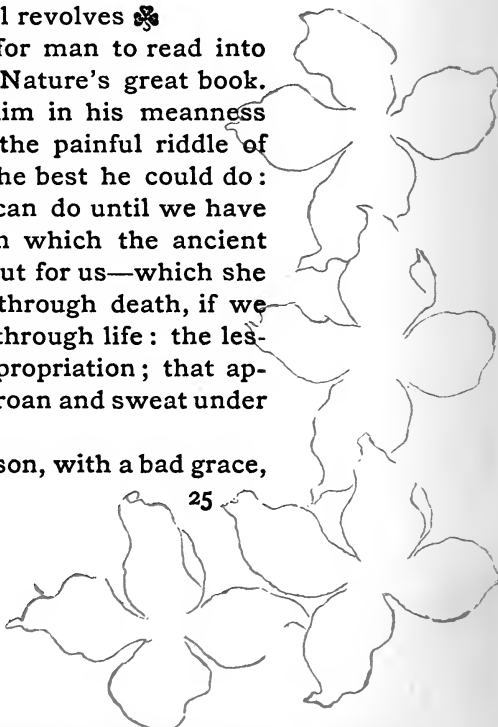 l revolves
for man to read into
Nature's great book.
im in his meanness
the painful riddle of
he best he could do:
can do until we have
n which the ancient
ut for us—which she
through death, if we
through life: the les-
propriation; that ap-
roan and sweat under
son, with a bad grace,
25